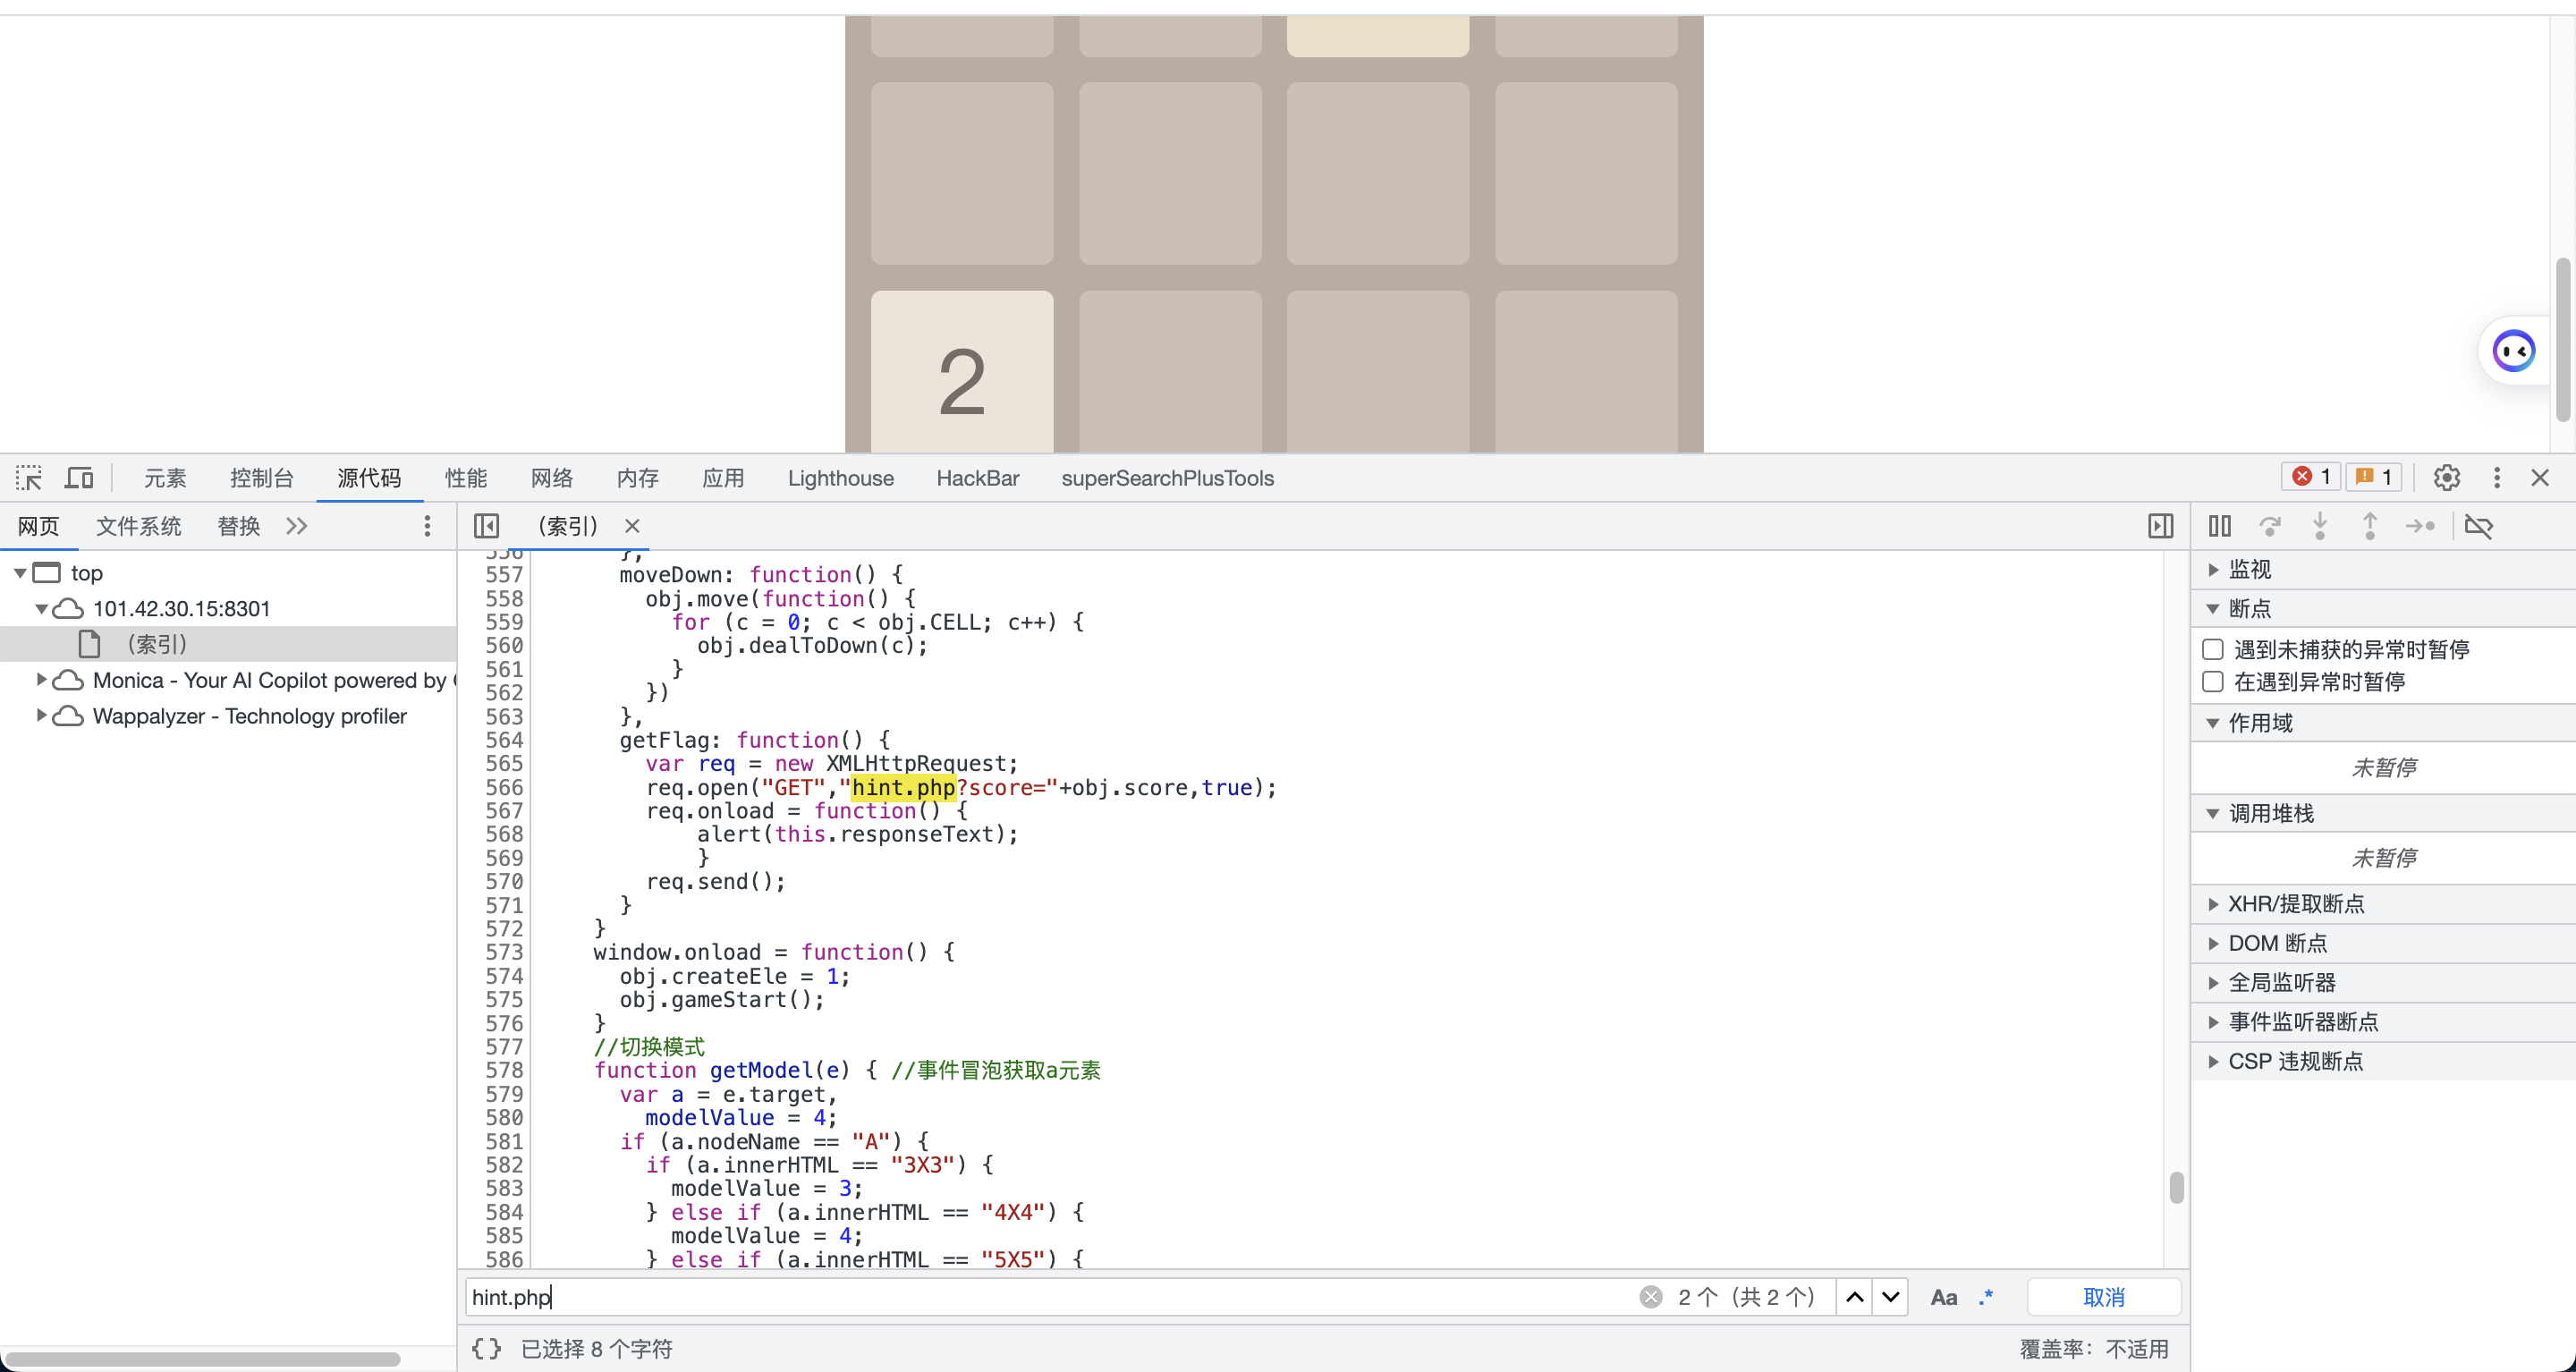 2
元素 控制台 源代码 性能 网络 内存 应用 Lighthouse HackBar superSearchPlusTools 1 1
网页 文件系统 替换 （索引）
top
101.42.30.15:8301
（索引）
Monica - Your AI Copilot powered by
Wappalyzer - Technology profiler
556 },
557 moveDown: function() {
558 obj.move(function() {
559 for (c = 0; c < obj.CELL; c++) {
560 obj.dealToDown(c);
561 }
562 })
563 },
564 getFlag: function() {
565 var req = new XMLHttpRequest;
566 req.open("GET","hint.php?score="+obj.score,true);
567 req.onload = function() {
568 alert(this.responseText);
569 }
570 req.send();
571 }
572 }
573 window.onload = function() {
574 obj.createEle = 1;
575 obj.gameStart();
576 }
577 //切换模式
578 function getModel(e) { //事件冒泡获取a元素
579 var a = e.target,
580 modelValue = 4;
581 if (a.nodeName == "A") {
582 if (a.innerHTML == "3X3") {
583 modelValue = 3;
584 } else if (a.innerHTML == "4X4") {
585 modelValue = 4;
586 } else if (a.innerHTML == "5X5") {
hint.php 2 个（共 2 个） Aa .* 取消
{} 已选择 8 个字符 覆盖率：不适用
监视
断点
遇到未捕获的异常时暂停
在遇到异常时暂停
作用域
未暂停
调用堆栈
未暂停
XHR/提取断点
DOM 断点
全局监听器
事件监听器断点
CSP 违规断点